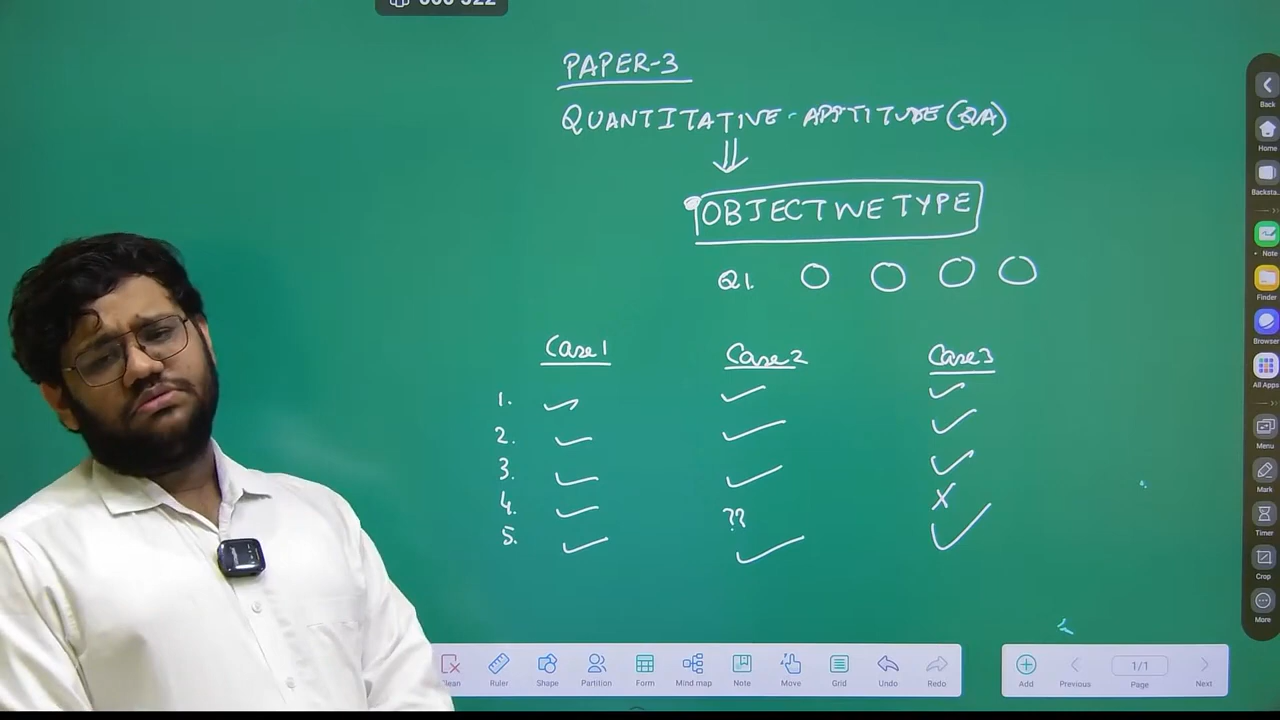 PAPER-3
QUANTITATIVE-APTITUDE (QA)
OBJECTIVE TYPE
Q1.
Case 1 Case 2 Case 3
1.
2.
3.
4. ?? X
5.
Back
Home
Backsta..
Note
Finder
Browser
All Apps
Menu
Mark
Timer
Crop
More
Clean Ruler Shape Partition Form Mind map Note Move Grid Undo Redo
Add Previous 1/1 Page Next